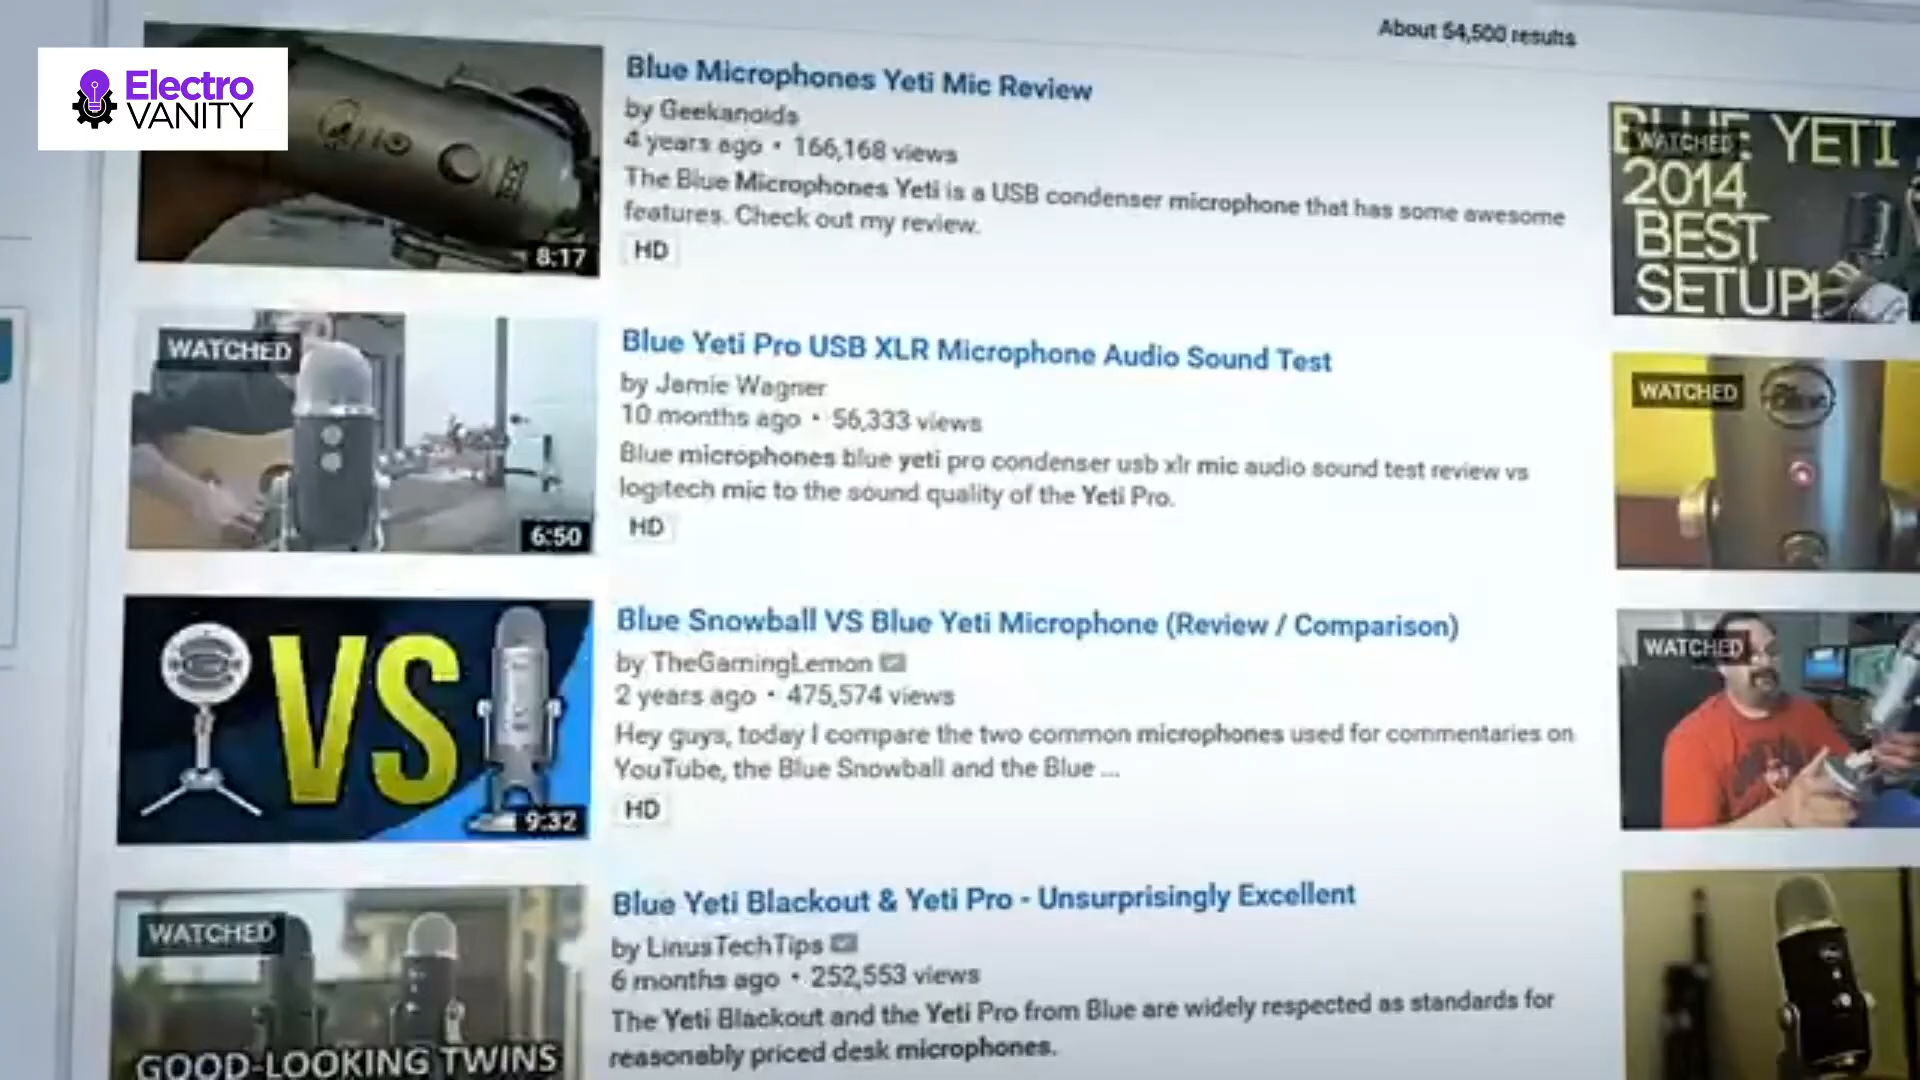 About 54,500 results
Electro
VANITY
Blue Microphones Yeti Mic Review
by Geekanoids
4 years ago • 166,168 views
The Blue Microphones Yeti is a USB condenser microphone that has some awesome
features. Check out my review.
HD
8:17
WATCHED
Blue Yeti Pro USB XLR Microphone Audio Sound Test
by Jamie Wagner
10 months ago • 56,333 views
Blue microphones blue yeti pro condenser usb xlr mic audio sound test review vs
logitech mic to the sound quality of the Yeti Pro.
HD
6:50
VS
9:32
Blue Snowball VS Blue Yeti Microphone (Review / Comparison)
by TheGamingLemon
2 years ago • 475,574 views
Hey guys, today I compare the two common microphones used for commentaries on
YouTube, the Blue Snowball and the Blue ...
HD
WATCHED
GOOD-LOOKING TWINS
Blue Yeti Blackout & Yeti Pro - Unsurprisingly Excellent
by LinusTechTips
6 months ago • 252,553 views
The Yeti Blackout and the Yeti Pro from Blue are widely respected as standards for
reasonably priced desk microphones.
BLUE YETI
WATCHED
2014
BEST
SETUP!
WATCHED
Blue
WATCHED